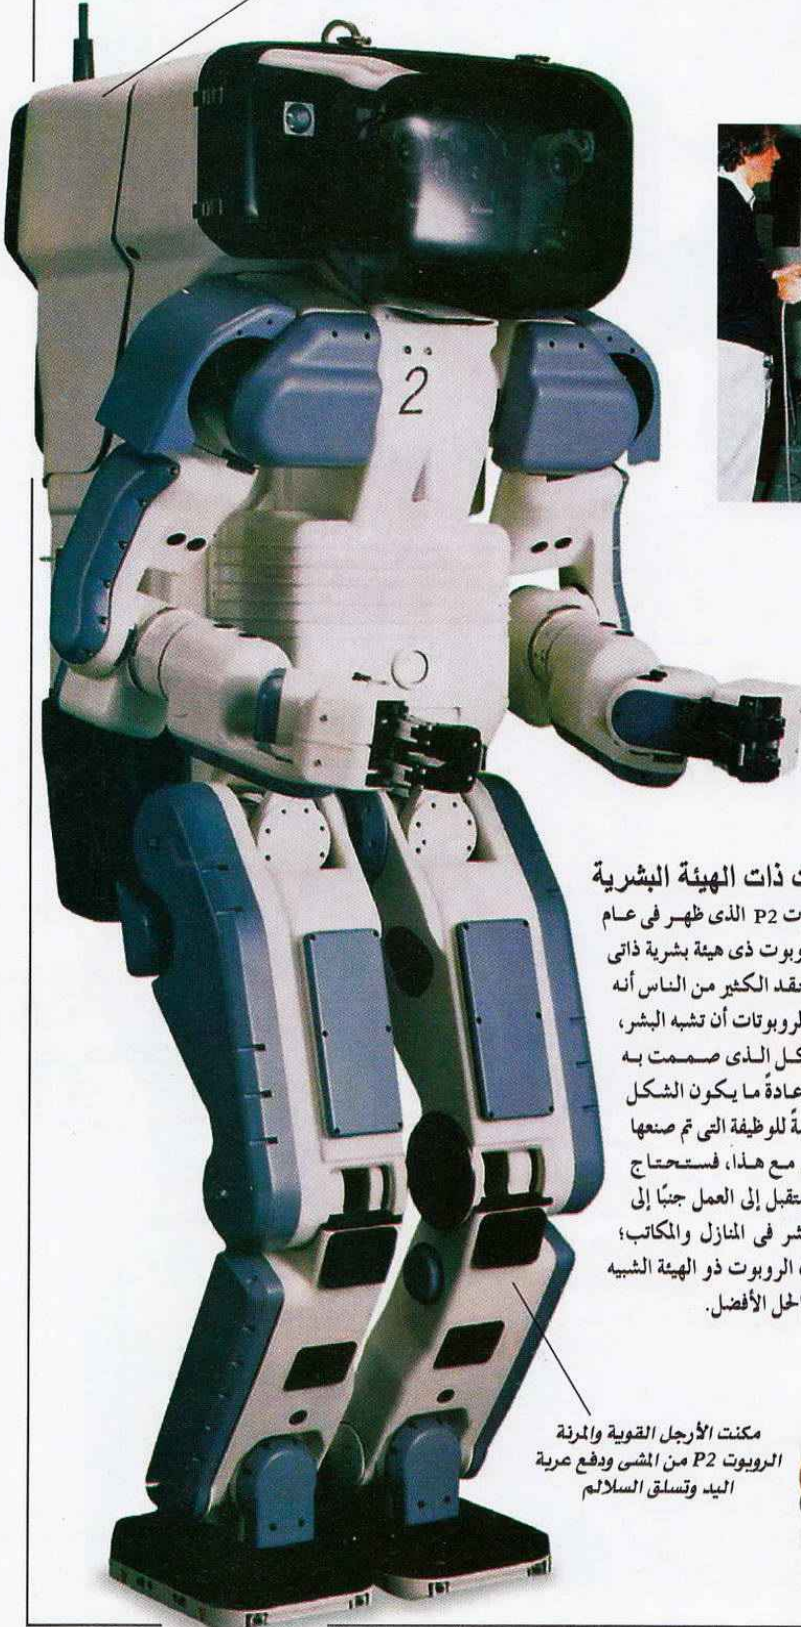 2
ذات الهيئة البشرية
P2 الذى ظهر فى عام
روبوت ذى هيئة بشرية ذاتى
الكثير من الناس أنه
الروبوتات أن تشبه البشر،
الذى صممت به
عادةً ما يكون الشكل
للوظيفة التى تم صنعها
مع هذا، فستحتاج
إلى العمل جنبًا إلى
فى المنازل والمكاتب؛
الروبوت ذو الهيئة الشبيه
الحل الأفضل.
مكنت الأرجل القوية والمرنة
الروبوت P2 من المشى ودفع عربة
اليد وتسلق السلالم